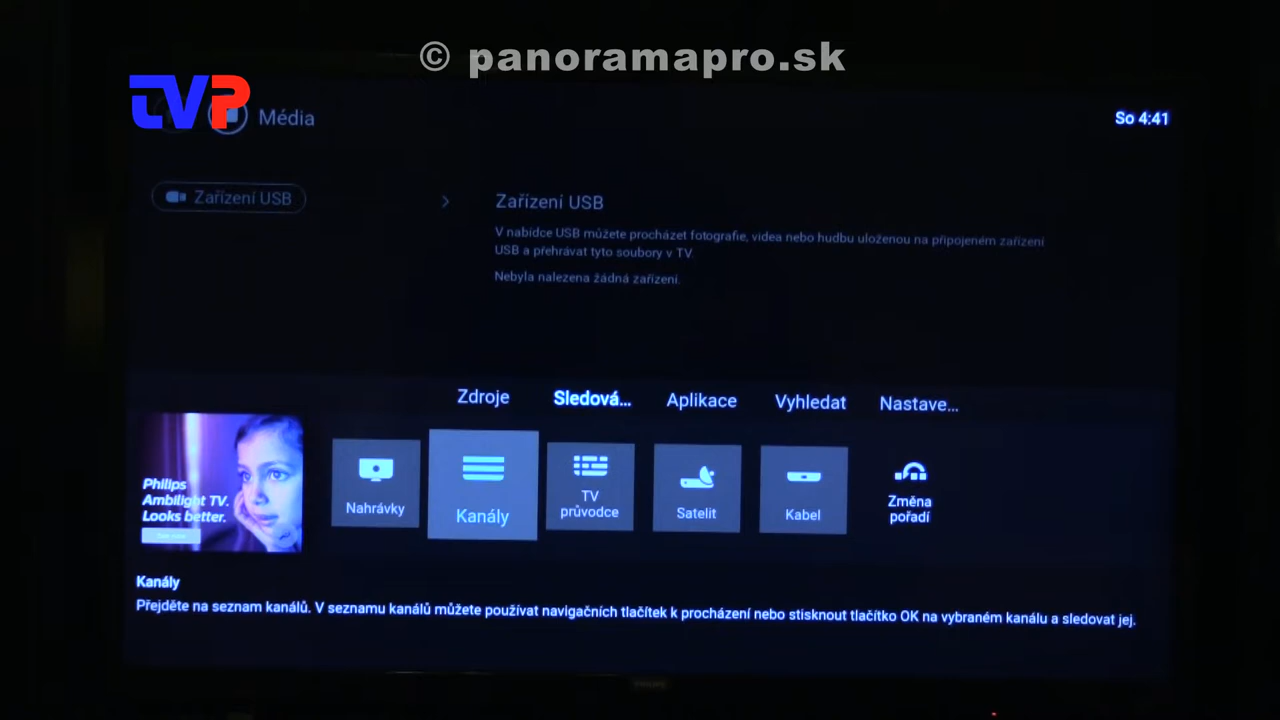 © panoramapro.sk
TVP
Média
So 4:41
Zařízení USB
Zařízení USB
V nabídce USB můžete procházet fotografie, videa nebo hudbu uloženou na připojeném zařízení
USB a přehrávat tyto soubory v TV.
Nebyla nalezena žádná zařízení.
Zdroje
Sledová...
Aplikace
Vyhledat
Nastave...
Philips
Ambilight TV.
Looks better.
Nahrávky
Kanály
TV
průvodce
Satelit
Kabel
Změna
pořadí
Kanály
Přejděte na seznam kanálů. V seznamu kanálů můžete používat navigačních tlačítek k procházení nebo stisknout tlačítko OK na vybraném kanálu a sledovat jej.
PHILIPS